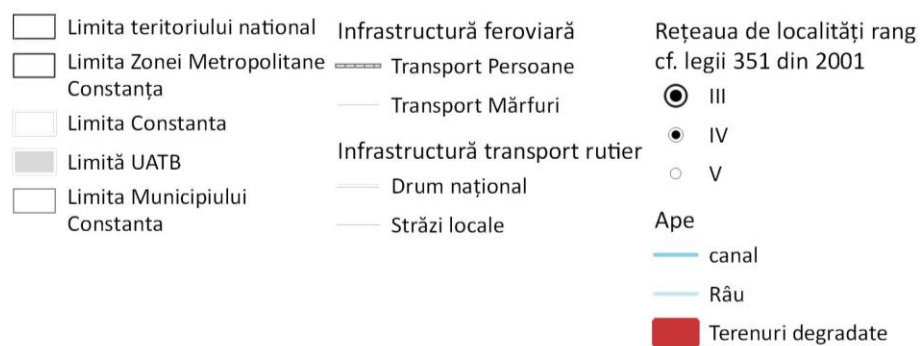 Limita teritoriului national
Limita Zonei Metropolitane
Constanța
Limita Constanta
Limită UATB
Limita Municipiului
Constanta
Infrastructură feroviară
Transport Persoane
Transport Mărfuri
Infrastructură transport rutier
Drum național
Străzi locale
Rețeaua de localități rang
cf. legii 351 din 2001
III
IV
V
Ape
canal
Râu
Terenuri degradate